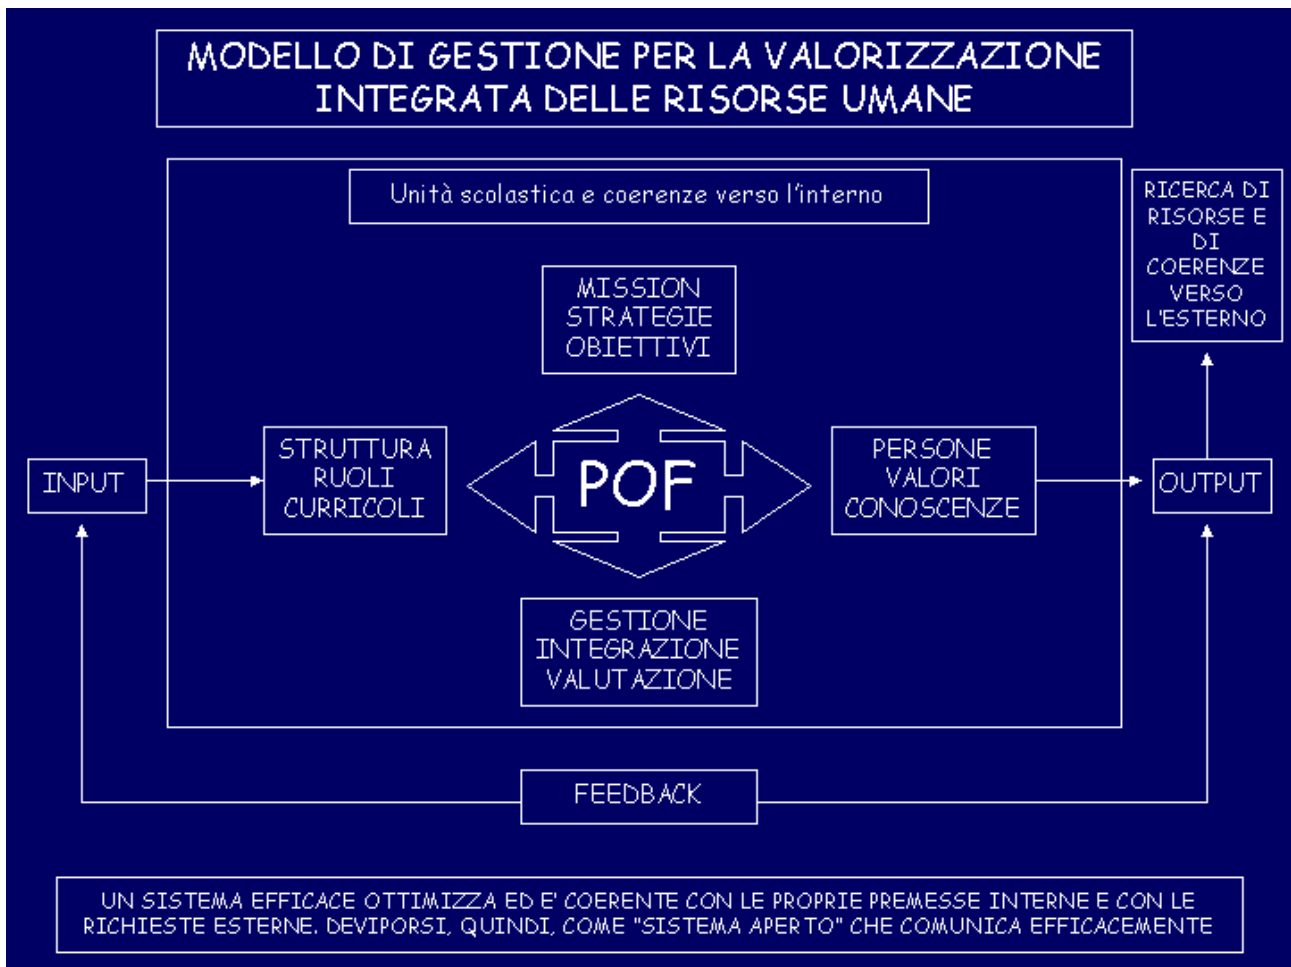 MODELLO DI GESTIONE PER LA VALORIZZAZIONE
INTEGRATA DELLE RISORSE UMANE
Unità scolastica e coerenze verso l'interno
RICERCA DI
RISORSE E
DI
COERENZE
VERSO
L'ESTERNO
MISSION
STRATEGIE
OBIETTIVI
INPUT
STRUTTURA
RUOLI
CURRICOLI
POF
PERSONE
VALORI
CONOSCENZE
OUTPUT
GESTIONE
INTEGRAZIONE
VALUTAZIONE
FEEDBACK
UN SISTEMA EFFICACE OTTIMIZZA ED E' COERENTE CON LE PROPRIE PREMESSE INTERNE E CON LE
RICHIESTE ESTERNE. DEVIPORSI, QUINDI, COME "SISTEMA APERTO" CHE COMUNICA EFFICACEMENTE